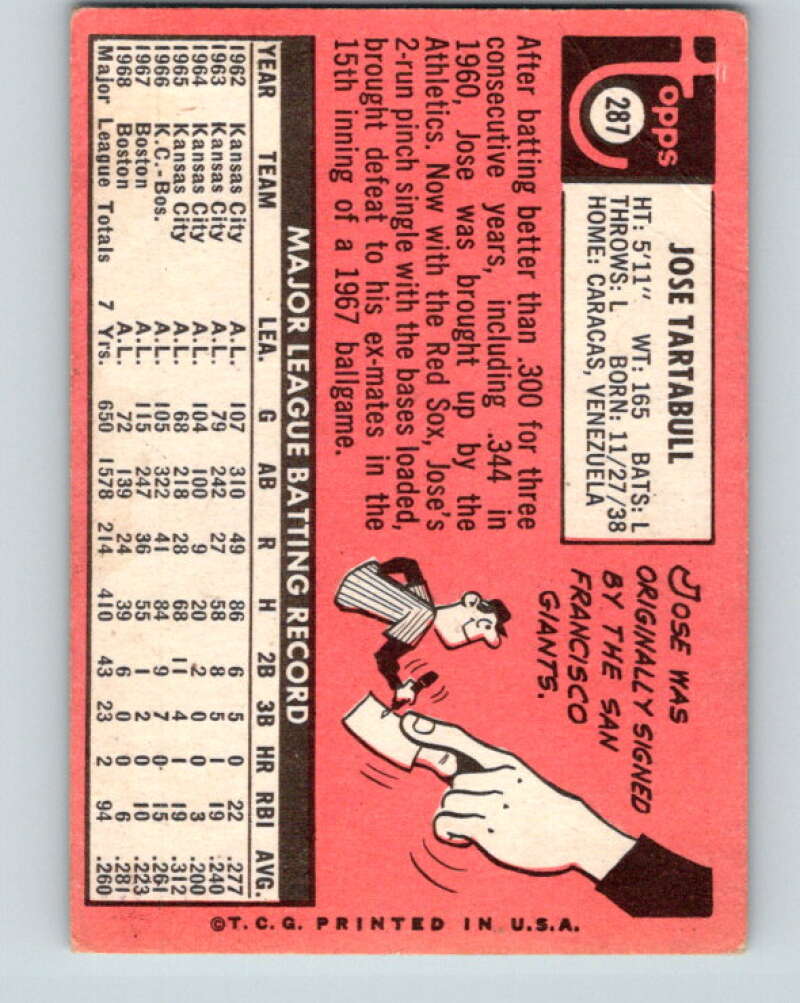 Topps
287
JOSE TARTABULL
HT: 5'11" WT: 165 BATS: L
THROWS: L BORN: 11/27/38
HOME: CARACAS, VENEZUELA
JOSE WAS
ORIGINALLY SIGNED
BY THE SAN
FRANCISCO
GIANTS.
After batting better than .300 for three
consecutive years, including .344 in
1960, Jose was brought up by the
Athletics. Now with the Red Sox, Jose's
2-run pinch single with the bases loaded,
brought defeat to his ex-mates in the
15th inning of a 1967 ballgame.
MAJOR LEAGUE BATTING RECORD
YEAR TEAM LEA. G AB R H 2B 3B HR RBI AVG.
1962 Kansas City A.L. 107 310 49 86 6 5 0 22 .277
1963 Kansas City A.L. 79 242 27 58 8 5 1 19 .240
1964 Kansas City A.L. 104 100 9 20 2 0 0 3 .200
1965 Kansas City A.L. 68 218 28 68 11 4 1 19 .312
1966 K.C.-Bos. A.L. 105 322 41 84 9 7 0 15 .261
1967 Boston A.L. 115 247 36 55 1 2 0 10 .223
1968 Boston A.L. 72 139 24 39 6 0 0 6 .281
Major League Totals 7 Yrs. 650 1578 214 410 43 23 2 94 .260
©T.C.G. PRINTED IN U.S.A.